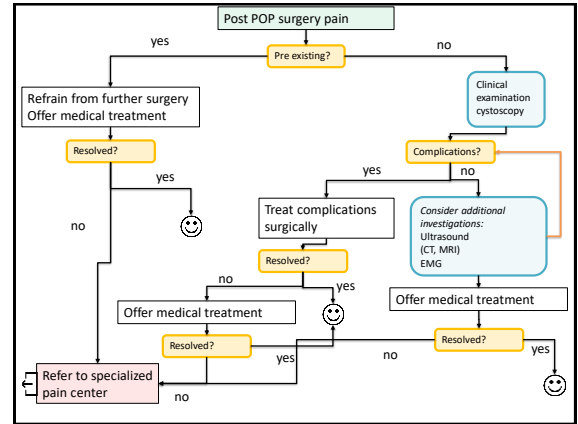 Post POP surgery pain
yes
no
Pre existing?
Refrain from further surgery
Offer medical treatment
Clinical
examination
cystoscopy
Resolved?
Complications?
yes
yes
no
Treat complications
surgically
Consider additional
investigations:
Ultrasound
(CT, MRI)
EMG
no
Resolved?
no
yes
Offer medical treatment
Offer medical treatment
Resolved?
yes
no
Resolved?
yes
Refer to specialized
pain center
no